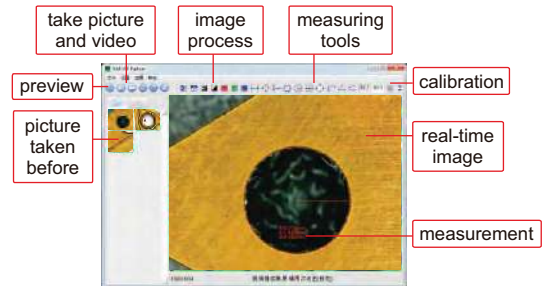 take picture
and video
image
process
measuring
tools
preview
calibration
picture
taken
before
real-time
image
measurement